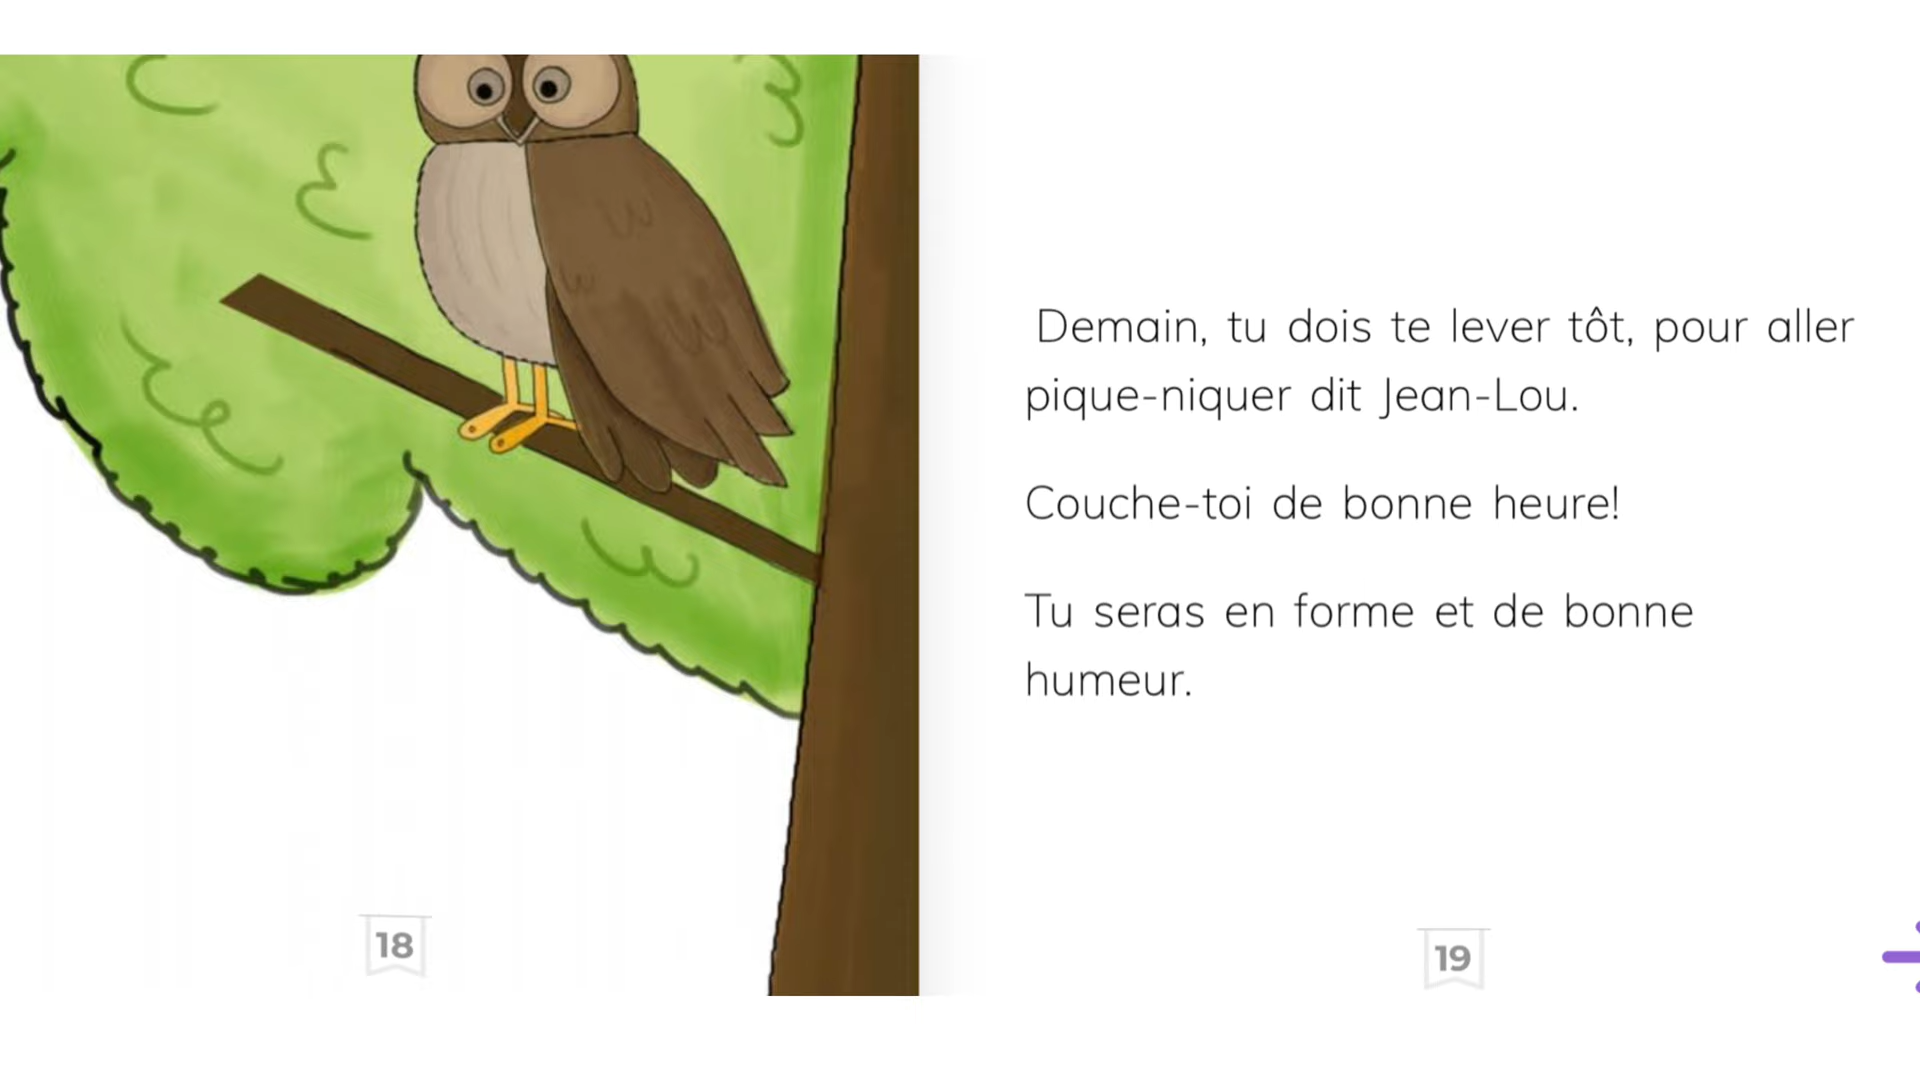 Demain, tu dois te lever tôt, pour aller
pique-niquer dit Jean-Lou.
Couche-toi de bonne heure!
Tu seras en forme et de bonne
humeur.
18
19